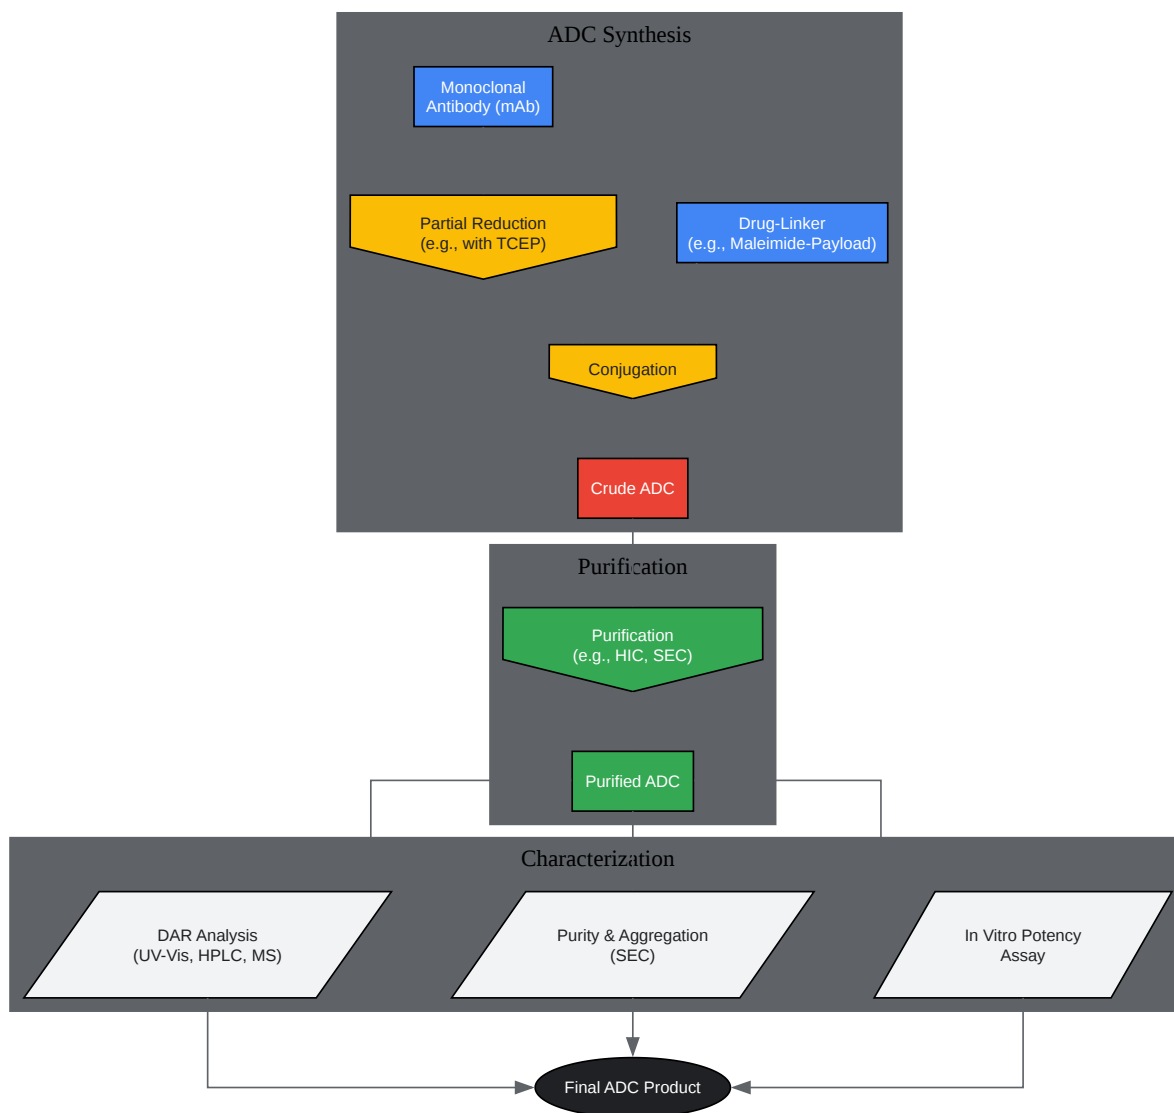 ADC Synthesis
Monoclonal
Antibody (mAb)
Partial Reduction
(e.g., with TCEP)
Drug-Linker
(e.g., Maleimide-Payload)
Conjugation
Crude ADC
Purification
Purification
(e.g., HIC, SEC)
Purified ADC
Characterization
DAR Analysis
(UV-Vis, HPLC, MS)
Purity & Aggregation
(SEC)
In Vitro Potency
Assay
Final ADC Product